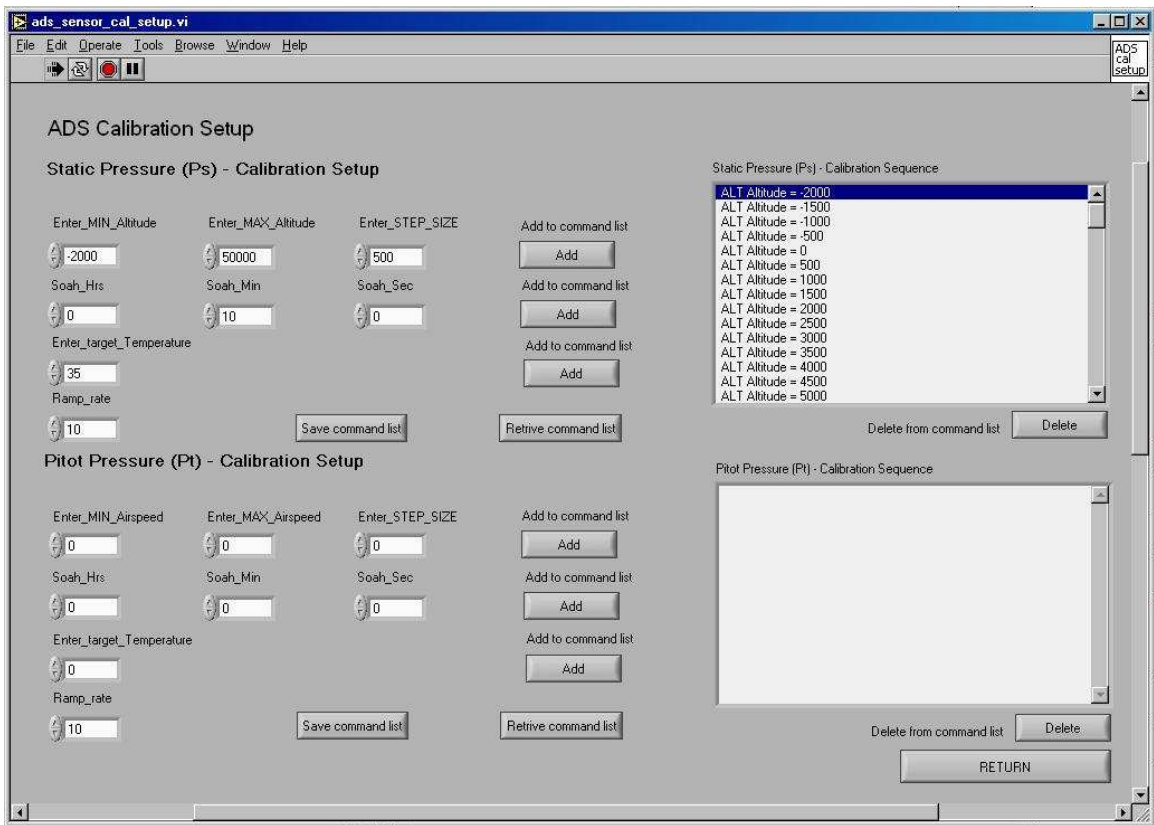 ads_sensor_cal_setup.vi
File Edit Operate Tools Browse Window Help
ADS
cal
setup
ADS Calibration Setup
Static Pressure (Ps) - Calibration Setup
Enter_MIN_Altitude Enter_MAX_Altitude Enter_STEP_SIZE Add to command list
-2000 50000 500 Add
Soah_Hrs Soah_Min Soah_Sec Add to command list
0 10 0 Add
Enter_target_Temperature Add to command list
35 Add
Ramp_rate
10 Save command list Retrive command list
Static Pressure (Ps) - Calibration Sequence
ALT Altitude = -2000
ALT Altitude = -1500
ALT Altitude = -1000
ALT Altitude = -500
ALT Altitude = 0
ALT Altitude = 500
ALT Altitude = 1000
ALT Altitude = 1500
ALT Altitude = 2000
ALT Altitude = 2500
ALT Altitude = 3000
ALT Altitude = 3500
ALT Altitude = 4000
ALT Altitude = 4500
ALT Altitude = 5000
Delete from command list Delete
Pitot Pressure (Pt) - Calibration Setup
Enter_MIN_Airspeed Enter_MAX_Airspeed Enter_STEP_SIZE Add to command list
0 0 0 Add
Soah_Hrs Soah_Min Soah_Sec Add to command list
0 0 0 Add
Enter_target_Temperature Add to command list
0 Add
Ramp_rate
10 Save command list Retrive command list
Pitot Pressure (Pt) - Calibration Sequence
Delete from command list Delete
RETURN